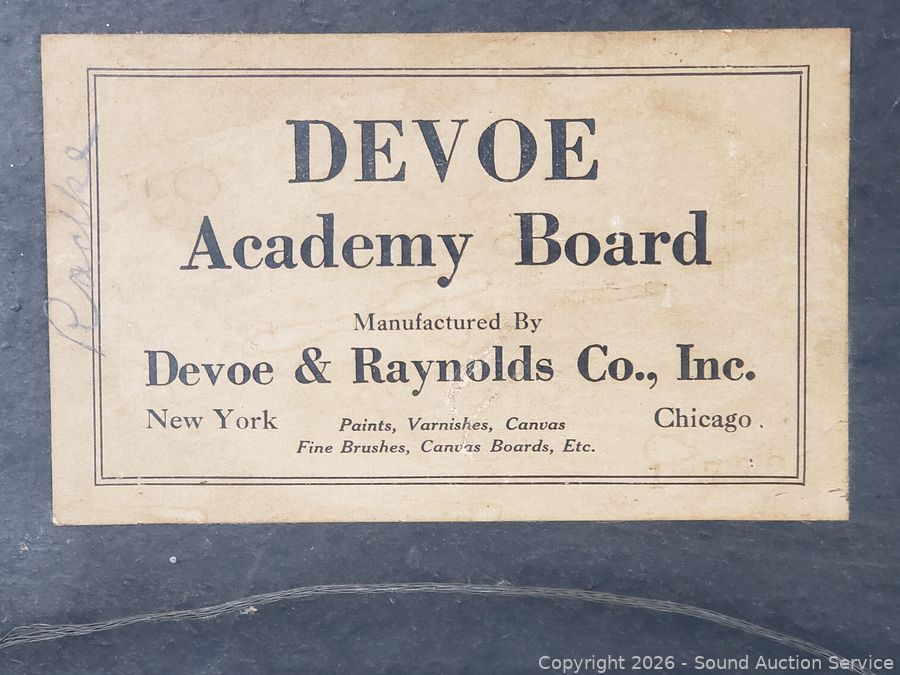 DEVOE
Academy Board
Manufactured By
Devoe & Raynolds Co., Inc.
New York
Paints, Varnishes, Canvas
Fine Brushes, Canvas Boards, Etc.
Chicago.
Copyright 2026 - Sound Auction Service